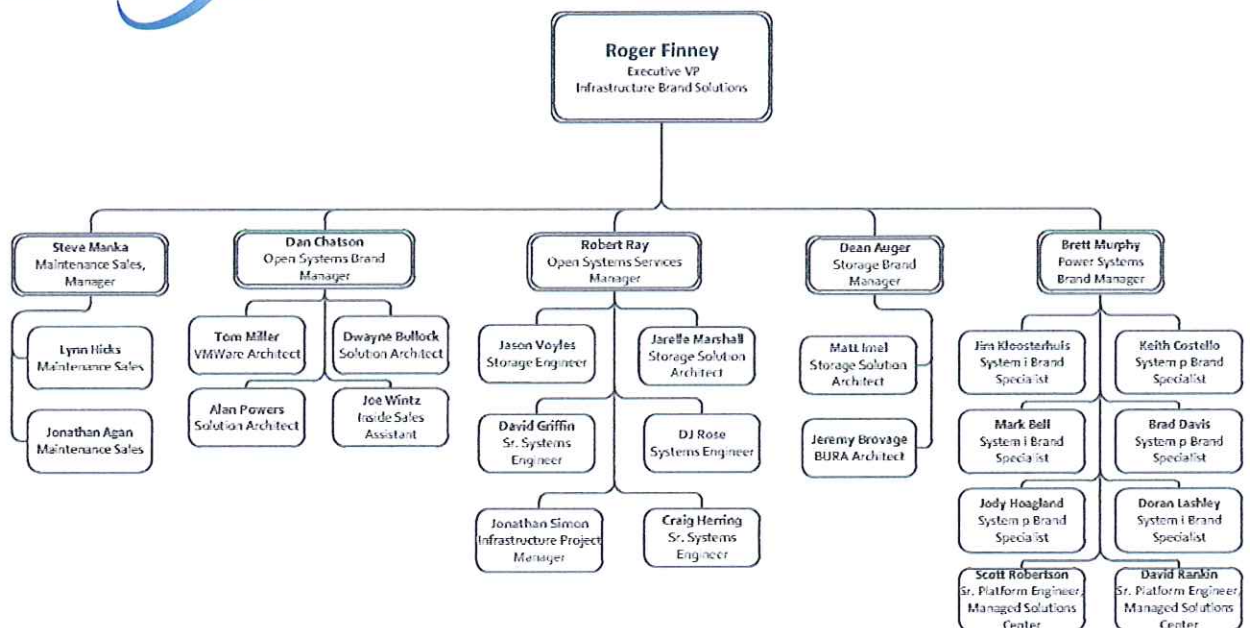 Roger Finney
Executive VP
Infrastructure Brand Solutions
Steve Manka
Maintenance Sales,
Manager
Dan Chatson
Open Systems Brand
Manager
Robert Ray
Open Systems Services
Manager
Dean Auger
Storage Brand
Manager
Brett Murphy
Power Systems
Brand Manager
Lynn Hicks
Maintenance Sales
Jonathan Agan
Maintenance Sales
Tom Miller
VMWare Architect
Dwayne Bullock
Solution Architect
Alan Powers
Solution Architect
Joe Wintz
Inside Sales
Assistant
Jason Voyles
Storage Engineer
Jarelle Marshall
Storage Solution
Architect
David Griffin
Sr. Systems
Engineer
DJ Rose
Systems Engineer
Jonathan Simon
Infrastructure Project
Manager
Craig Herring
Sr. Systems
Engineer
Matt Imel
Storage Solution
Architect
Jeremy Brovage
BURA Architect
Jim Kloosterhuis
System i Brand
Specialist
Keith Costello
System p Brand
Specialist
Mark Bell
System i Brand
Specialist
Brad Davis
System p Brand
Specialist
Jody Hoagland
System p Brand
Specialist
Doran Lashley
System i Brand
Specialist
Scott Robertson
Sr. Platform Engineer,
Managed Solutions
Center
David Rankin
Sr. Platform Engineer,
Managed Solutions
Center